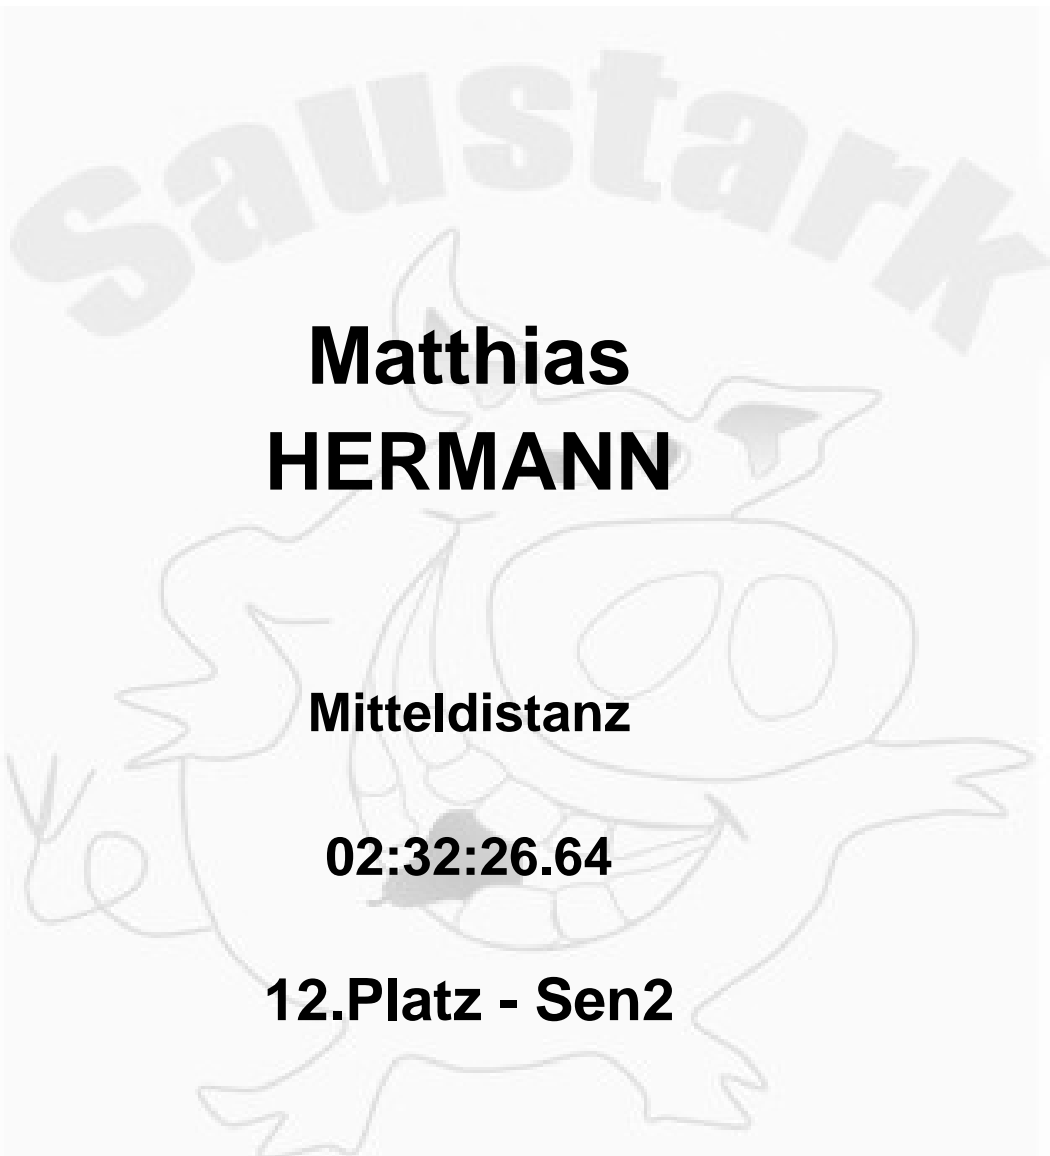 Saustark
Matthias
HERMANN
Mitteldistanz
02:32:26.64
12.Platz - Sen2